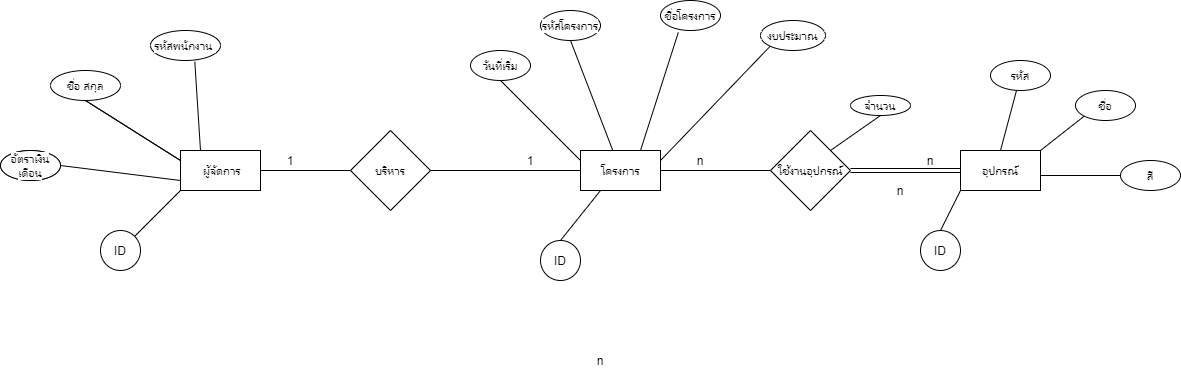 ชื่อโครงการ
รหัสโครงการ
งบประมาณ
รหัสพนักงาน
วันที่เริ่ม
รหัส
ชื่อ สกุล
จำนวน
ชื่อ
อัตราเงิน
เดือน
ผู้จัดการ
1
บริหาร
1
โครงการ
n
ใช้งานอุปกรณ์
n
n
อุปกรณ์
สี
ID
ID
ID
n